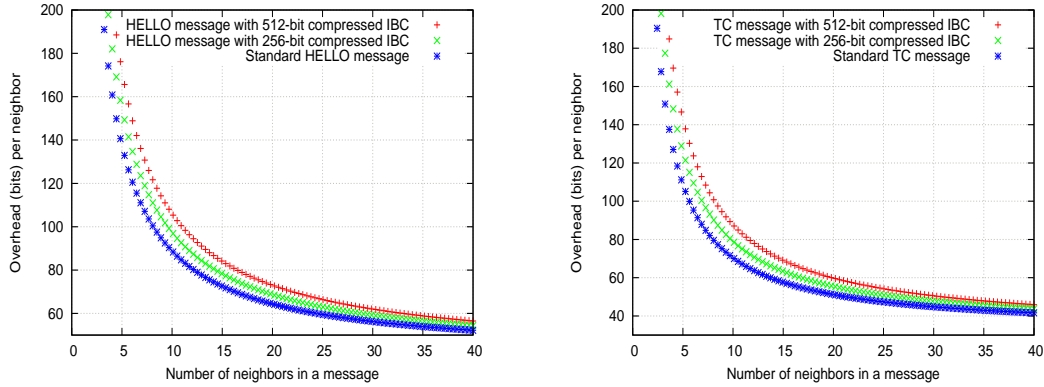 HELLO message with 512-bit compressed IBC
HELLO message with 256-bit compressed IBC
Standard HELLO message
200
180
160
140
120
100
80
60
Overhead (bits) per neighbor
0 5 10 15 20 25 30 35 40
Number of neighbors in a message
TC message with 512-bit compressed IBC
TC message with 256-bit compressed IBC
Standard TC message
200
180
160
140
120
100
80
60
40
Overhead (bits) per neighbor
0 5 10 15 20 25 30 35 40
Number of neighbors in a message